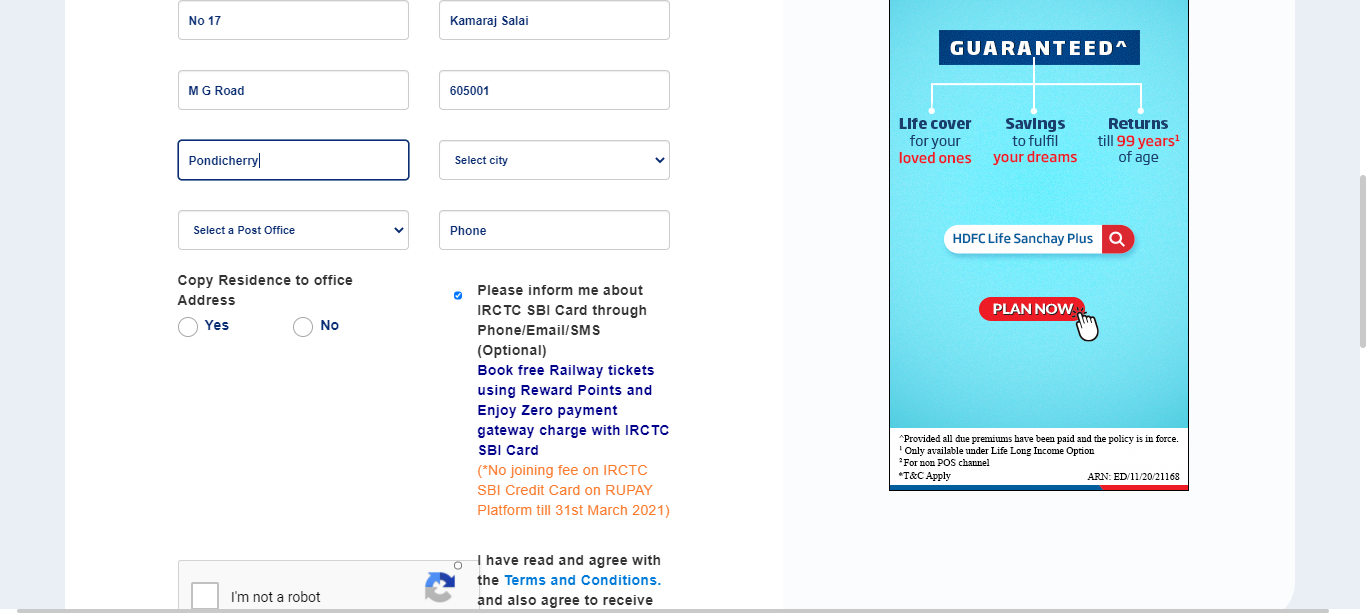 No 17
Kamaraj Salai
M G Road
605001
Pondicherry
Select city
Select a Post Office
Phone
Copy Residence to office
Address
Yes
No
Please inform me about
IRCTC SBI Card through
Phone/Email/SMS
(Optional)
Book free Railway tickets
using Reward Points and
Enjoy Zero payment
gateway charge with IRCTC
SBI Card
(*No joining fee on IRCTC
SBI Credit Card on RUPAY
Platform till 31st March 2021)
I'm not a robot
I have read and agree with
the Terms and Conditions.
and also agree to receive
GUARANTEED^
Life cover
for your
loved ones
Savings
to fulfil
your dreams
Returns
till 99 years¹
of age
HDFC Life Sanchay Plus
PLAN NOW
^Provided all due premiums have been paid and the policy is in force.
¹ Only available under Life Long Income Option
² For non POS channel
*T&C Apply
ARN: ED/11/20/21168